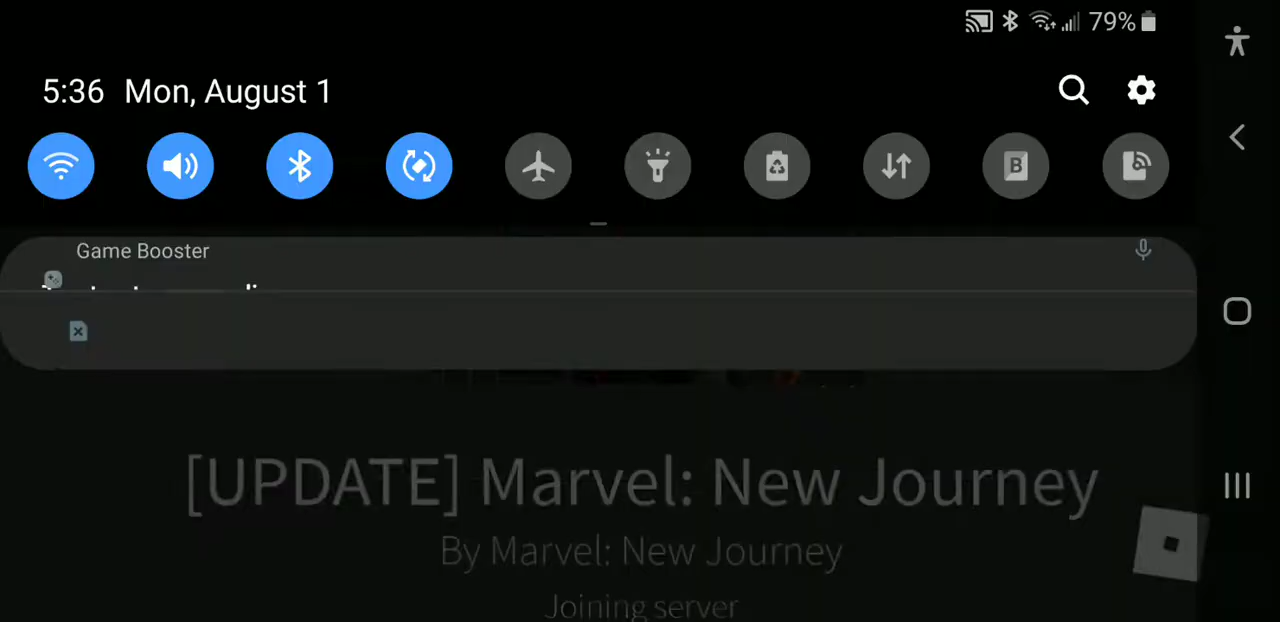 79%
5:36 Mon, August 1
B
Game Booster
[UPDATE] Marvel: New Journey
By Marvel: New Journey
Joining server